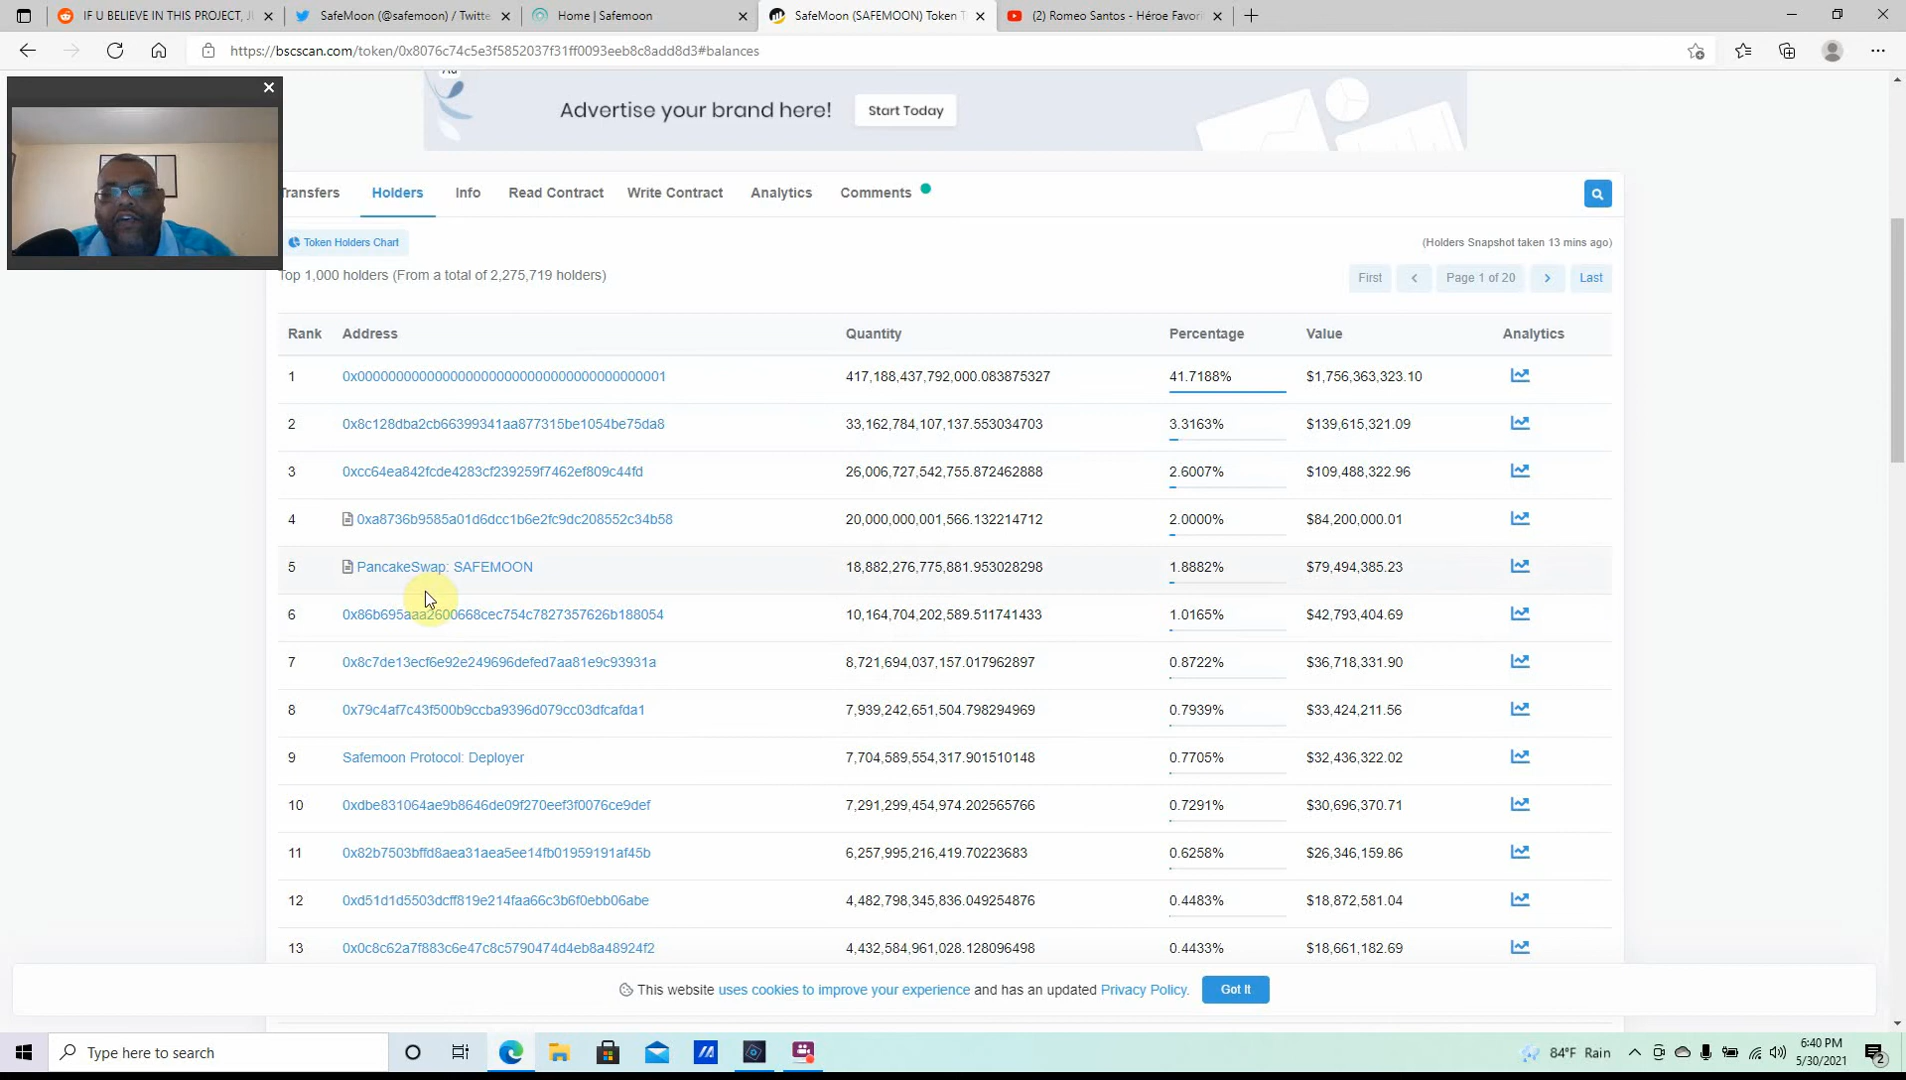 IF U BELIEVE IN THIS PROJECT, JU
SafeMoon (@safemoon) / Twitte
Home | Safemoon
SafeMoon (SAFEMOON) Token T
(2) Romeo Santos - Héroe Favori
https://bscscan.com/token/0x8076c74c5e3f5852037f31ff0093eeb8c8add8d3#balances
Ad
Advertise your brand here!
Start Today
Transfers
Holders
Info
Read Contract
Write Contract
Analytics
Comments
Token Holders Chart
(Holders Snapshot taken 13 mins ago)
Top 1,000 holders (From a total of 2,275,719 holders)
First
Page 1 of 20
Last
Rank Address Quantity Percentage Value Analytics
1 0x0000000000000000000000000000000000000001 417,188,437,792,000.083875327 41.7188% $1,756,363,323.10
2 0x8c128dba2cb66399341aa877315be1054be75da8 33,162,784,107,137.553034703 3.3163% $139,615,321.09
3 0xcc64ea842fcde4283cf239259f7462ef809c44fd 26,006,727,542,755.872462888 2.6007% $109,488,322.96
4 0xa8736b9585a01d6dcc1b6e2fc9dc208552c34b58 20,000,000,001,566.132214712 2.0000% $84,200,000.01
5 PancakeSwap: SAFEMOON 18,882,276,775,881.953028298 1.8882% $79,494,385.23
6 0x86b695aaa2600668cec754c7827357626b188054 10,164,704,202,589.511741433 1.0165% $42,793,404.69
7 0x8c7de13ecf6e92e249696defed7aa81e9c93931a 8,721,694,037,157.017962897 0.8722% $36,718,331.90
8 0x79c4af7c43f500b9ccba9396d079cc03dfcafda1 7,939,242,651,504.798294969 0.7939% $33,424,211.56
9 Safemoon Protocol: Deployer 7,704,589,554,317.901510148 0.7705% $32,436,322.02
10 0xdbe831064ae9b8646de09f270eef3f0076ce9def 7,291,299,454,974.202565766 0.7291% $30,696,370.71
11 0x82b7503bffd8aea31aea5ee14fb01959191af45b 6,257,995,216,419.70223683 0.6258% $26,346,159.86
12 0xd51d1d5503dcff819e214faa66c3b6f0ebb06abe 4,482,798,345,836.049254876 0.4483% $18,872,581.04
13 0x0c8c62a7f883c6e47c8c5790474d4eb8a48924f2 4,432,584,961,028.128096498 0.4433% $18,661,182.69
This website uses cookies to improve your experience and has an updated Privacy Policy.
Got It
Type here to search
84°F Rain
6:40 PM
5/30/2021
2